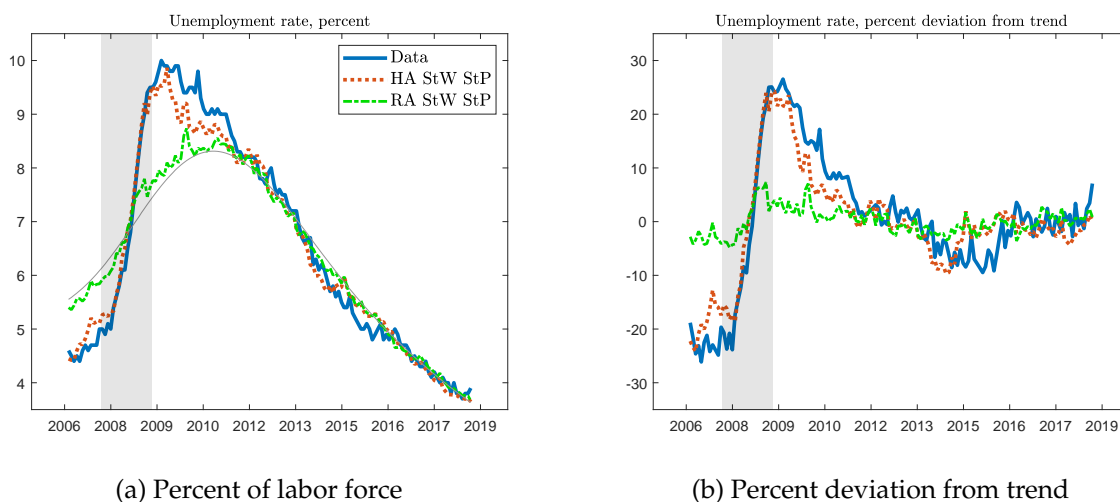 Unemployment rate, percent
10
9
8
7
6
5
4
2006 2008 2009 2010 2012 2013 2015 2016 2017 2019
Data
HA StW StP
RA StW StP
(a) Percent of labor force
Unemployment rate, percent deviation from trend
30
20
10
0
-10
-20
-30
2006 2008 2009 2010 2012 2013 2015 2016 2017 2019
(b) Percent deviation from trend